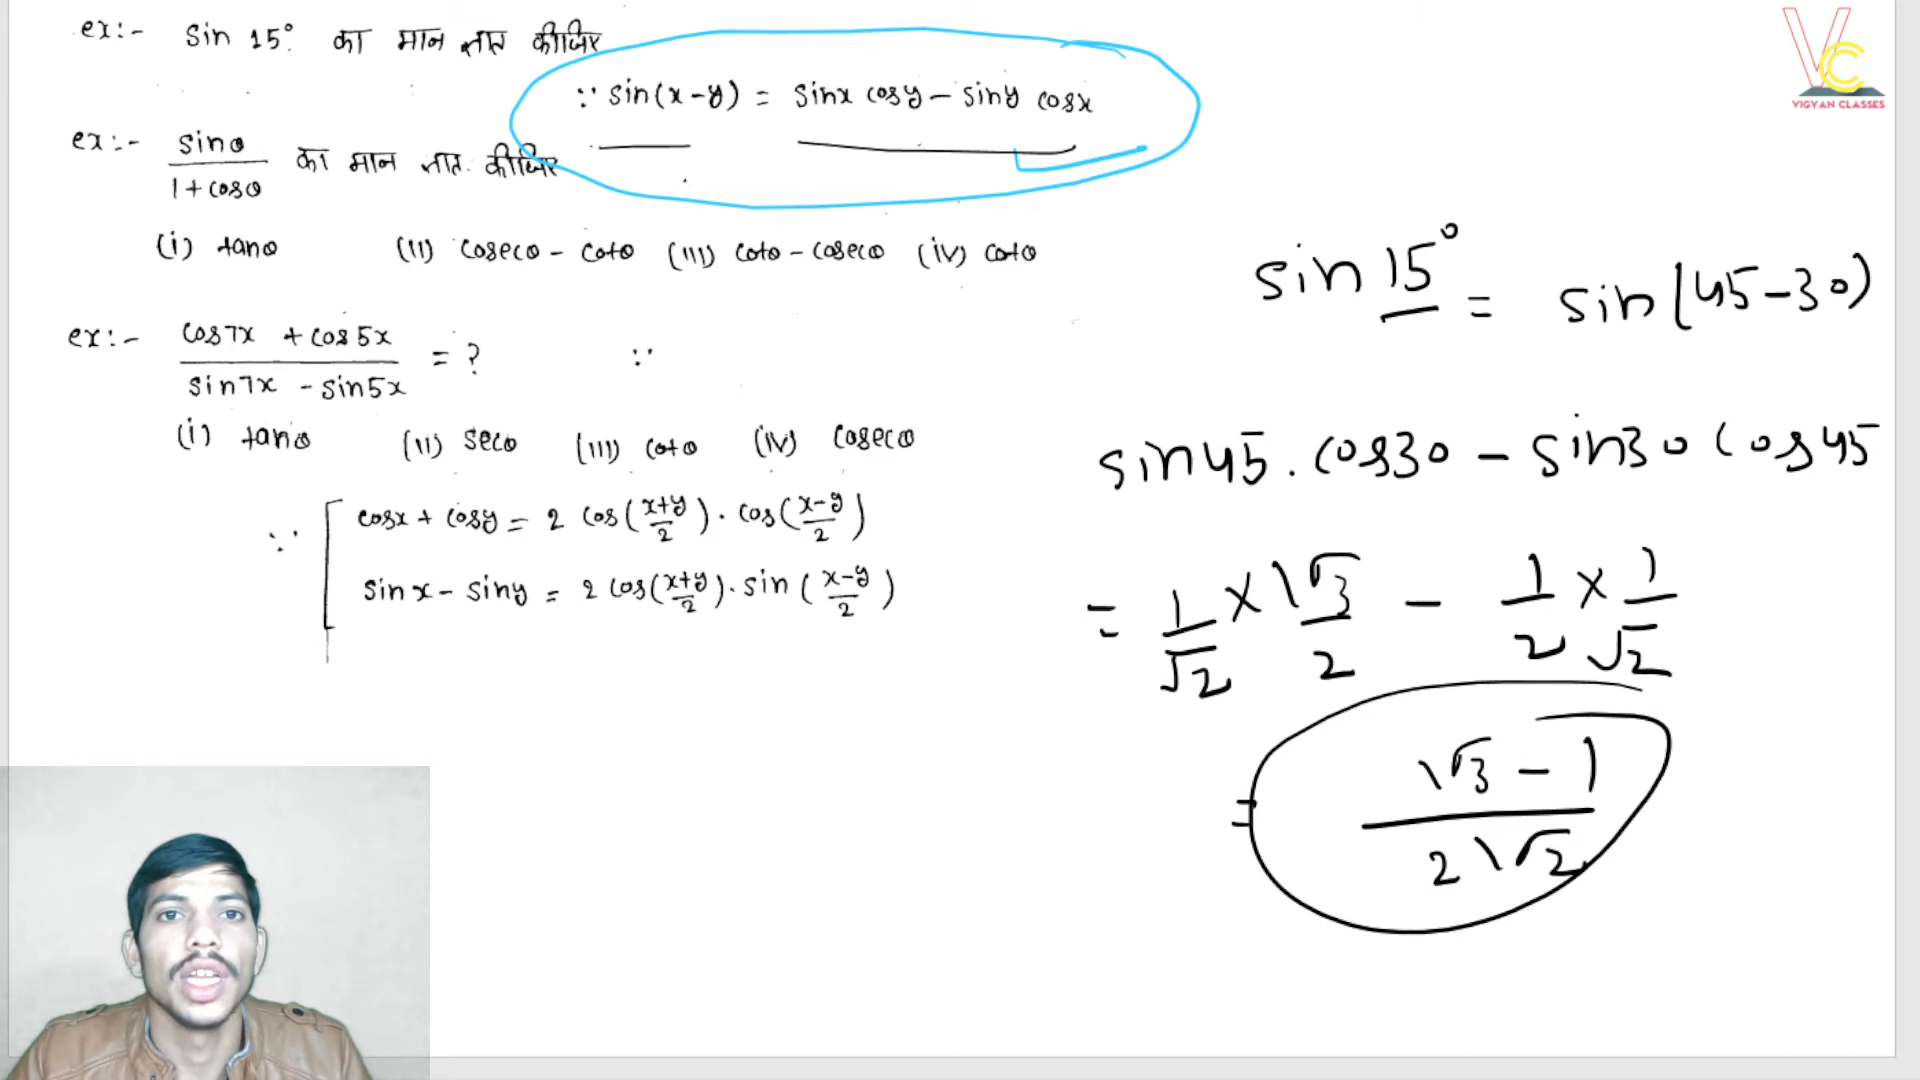 ex:- sin 15° का मान ज्ञात कीजिए
∵ sin(x-y) = sinx cosy - siny cosx
ex:- sinθ / 1+cosθ का मान ज्ञात कीजिए
(i) tanθ (ii) cosecθ - cotθ (iii) cotθ - cosecθ (iv) cotθ
ex:- cos7x + cos5x / sin7x - sin5x = ? ∵
(i) tanθ (ii) secθ (iii) cotθ (iv) cosecθ
∵ cosx + cosy = 2 cos(x+y/2) . cos(x-y/2)
sinx - siny = 2 cos(x+y/2) . sin(x-y/2)
VC
VIGYAN CLASSES
sin 15° = sin(45-30)
sin45 . cos30 - sin30 cos45
= 1/√2 × √3/2 - 1/2 × 1/√2
= √3 - 1 / 2√2